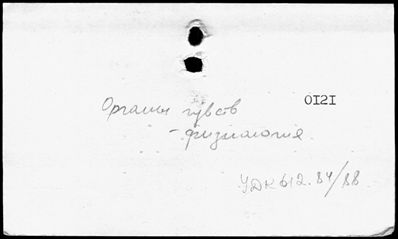 Органы чувств
0121
- физиология.
УДК 612.84/88